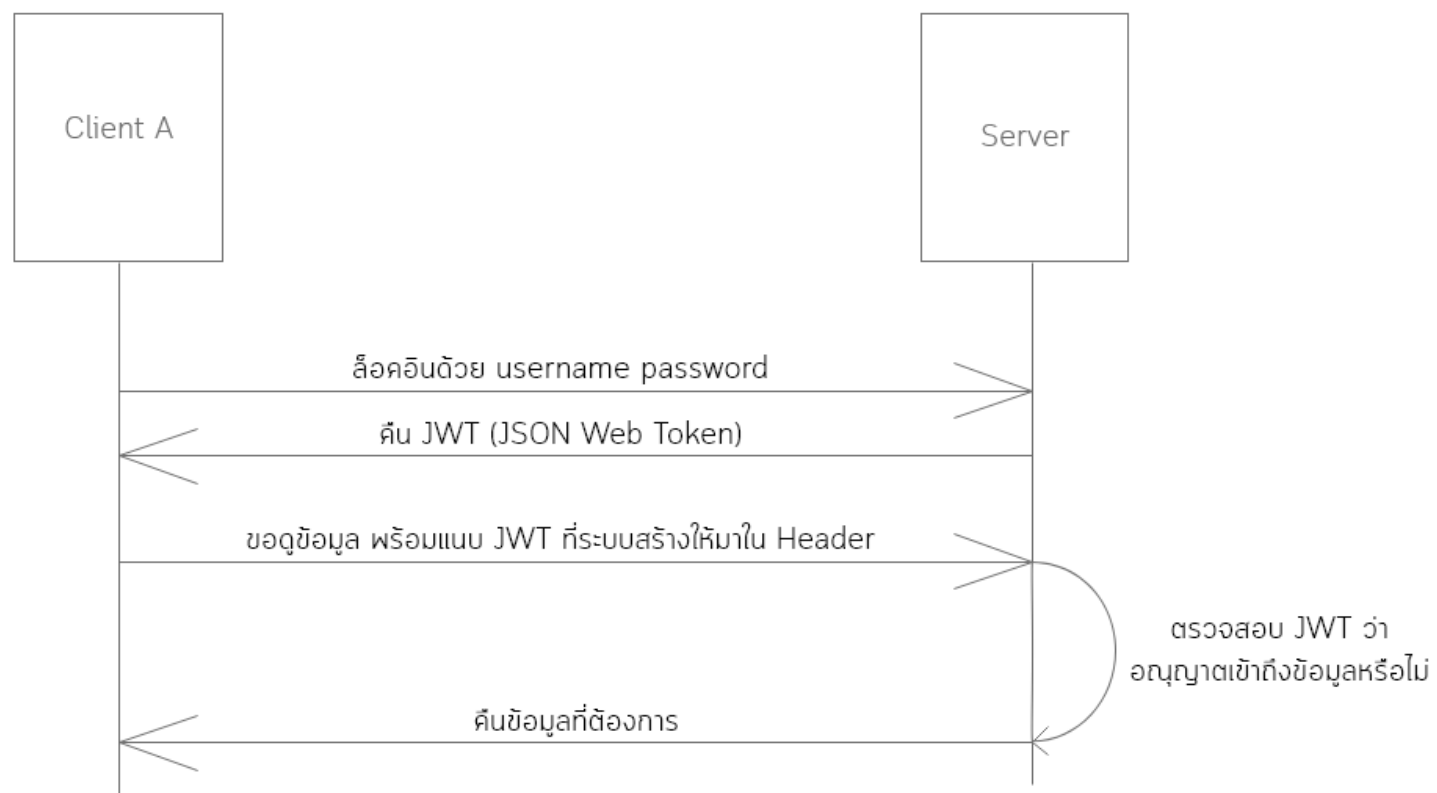 Client A
Server
ล็อคอินด้วย username password
คืน JWT (JSON Web Token)
ขอดูข้อมูล พร้อมแนบ JWT ที่ระบบสร้างให้มาใน Header
ตรวจสอบ JWT ว่า
อณุญาตเข้าถึงข้อมูลหรือไม่
คืนข้อมูลที่ต้องการ